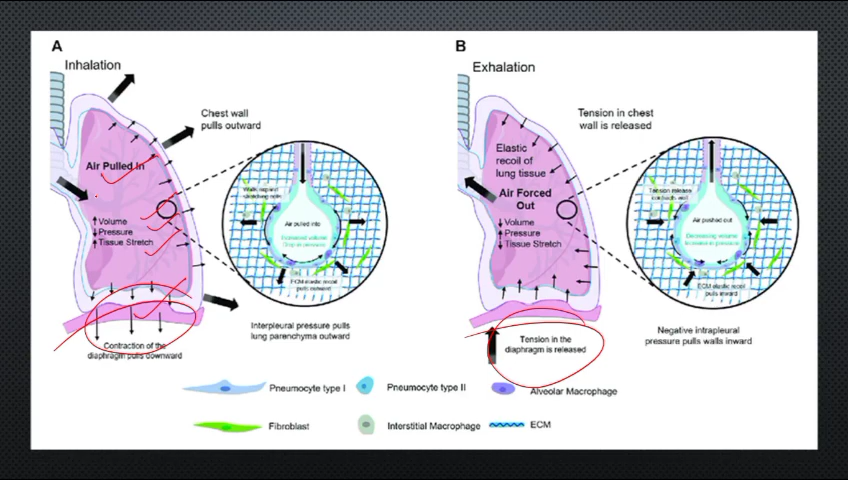 A
Inhalation
Chest wall
pulls outward
Air Pulled In
Volume
Pressure
Tissue Stretch
Air pulled into
ECM elastic recoil
pulls outward
Contraction of the
diaphragm pulls downward
Interpleural pressure pulls
lung parenchyma outward
B
Exhalation
Tension in chest
wall is released
Elastic
recoil of
lung tissue
Air Forced
Out
Volume
Pressure
Tissue Stretch
Tension release
Air pushed out
Decreasing volume
ECM elastic recoil
pulls inward
Tension in the
diaphragm is released
Negative intrapleural
pressure pulls walls inward
Pneumocyte type I
Pneumocyte type II
Alveolar Macrophage
Fibroblast
Interstitial Macrophage
ECM